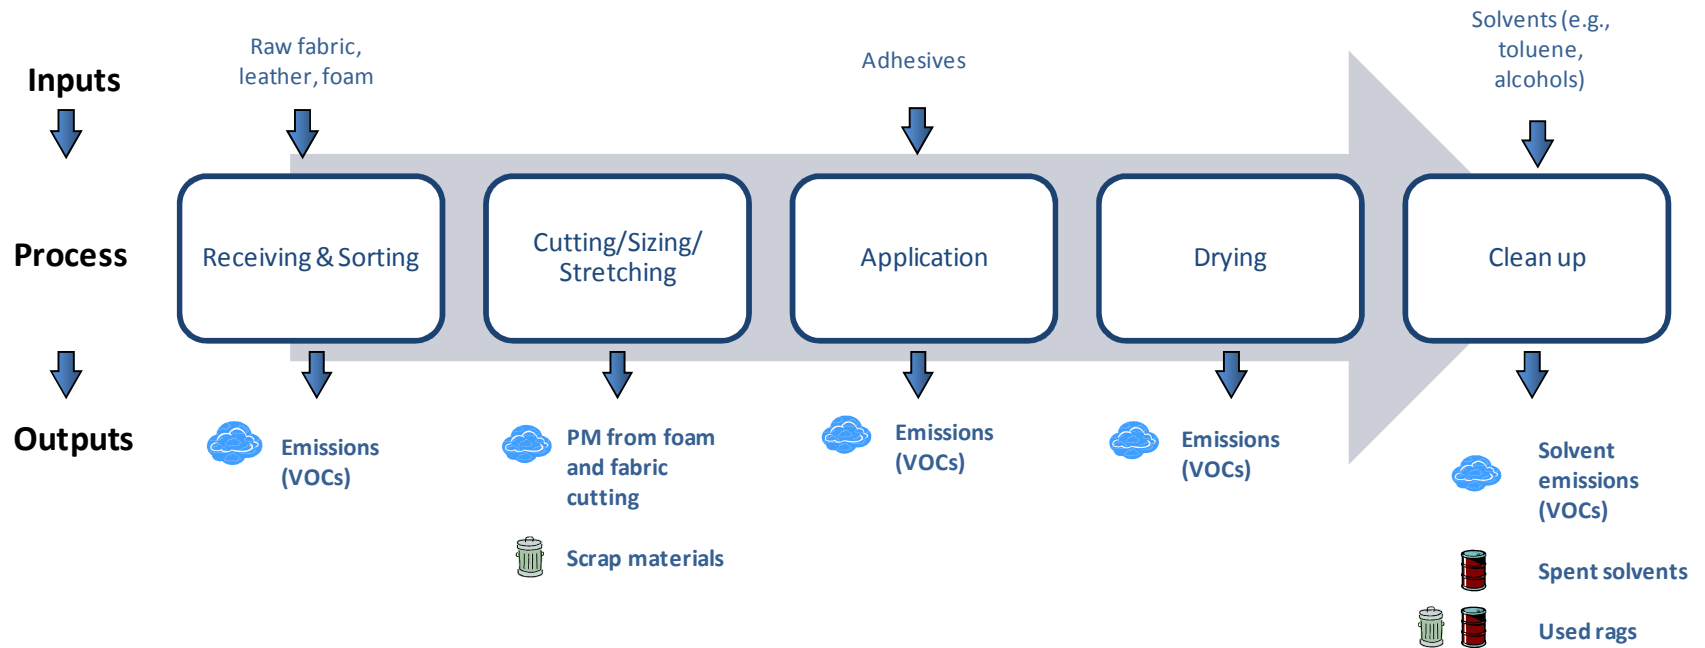 Inputs
Raw fabric,
leather, foam
Adhesives
Solvents (e.g.,
toluene,
alcohols)
Process
Receiving & Sorting
Cutting/Sizing/
Stretching
Application
Drying
Clean up
Outputs
Emissions
(VOCs)
PM from foam
and fabric
cutting
Scrap materials
Emissions
(VOCs)
Emissions
(VOCs)
Solvent
emissions
(VOCs)
Spent solvents
Used rags